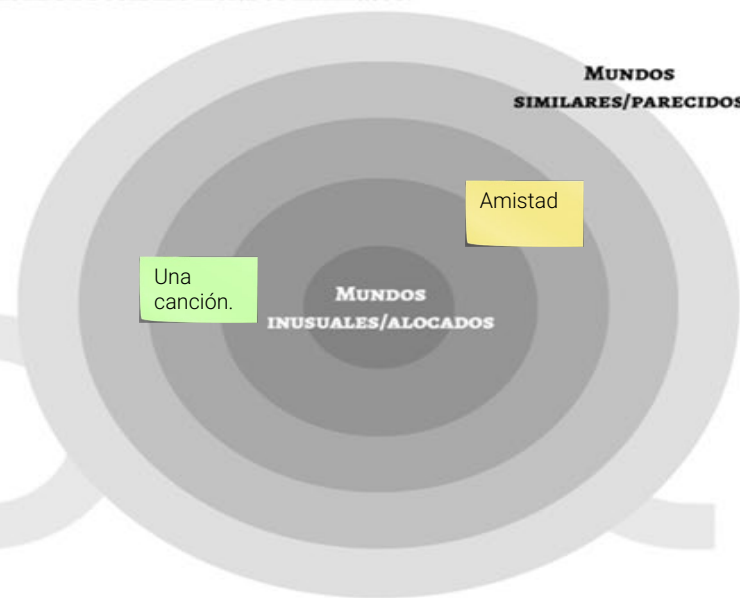 MUNDOS
SIMILARES/PARECIDOS
Amistad
Una
canción.
MUNDOS
INUSUALES/ALOCADOS